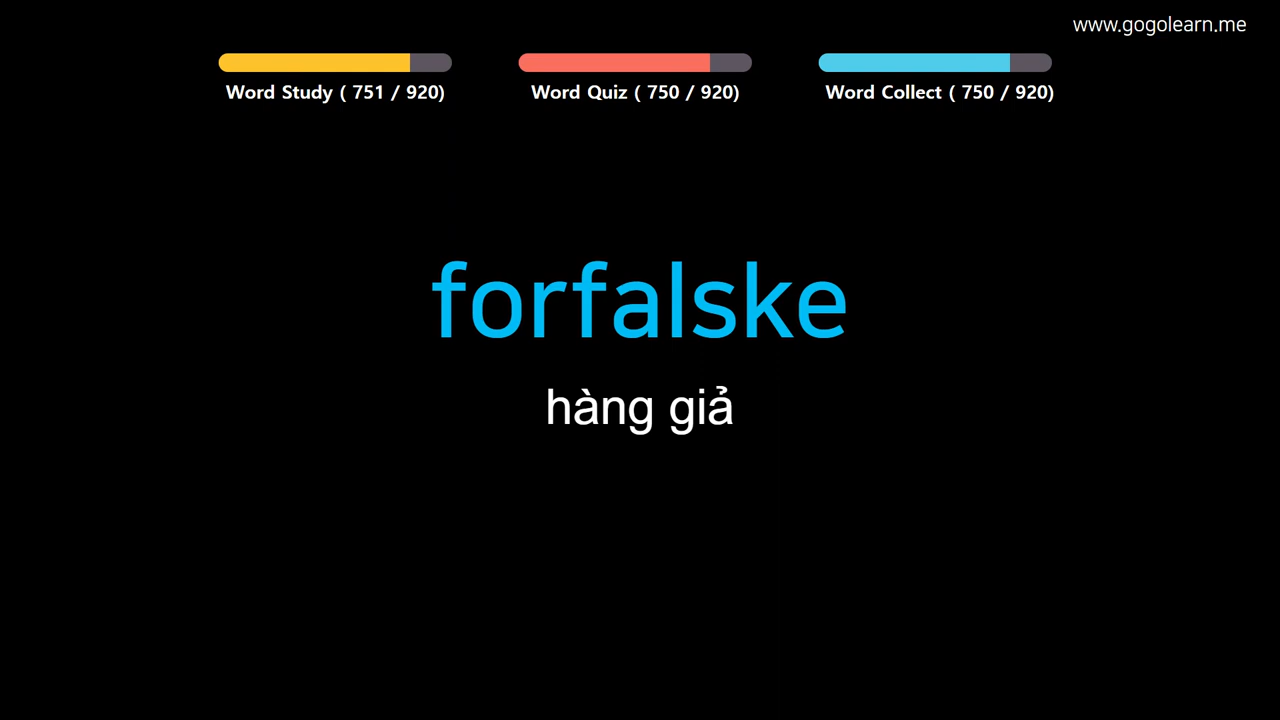 www.gogolearn.me
Word Study ( 751 / 920)
Word Quiz ( 750 / 920)
Word Collect ( 750 / 920)
forfalske
hàng giả